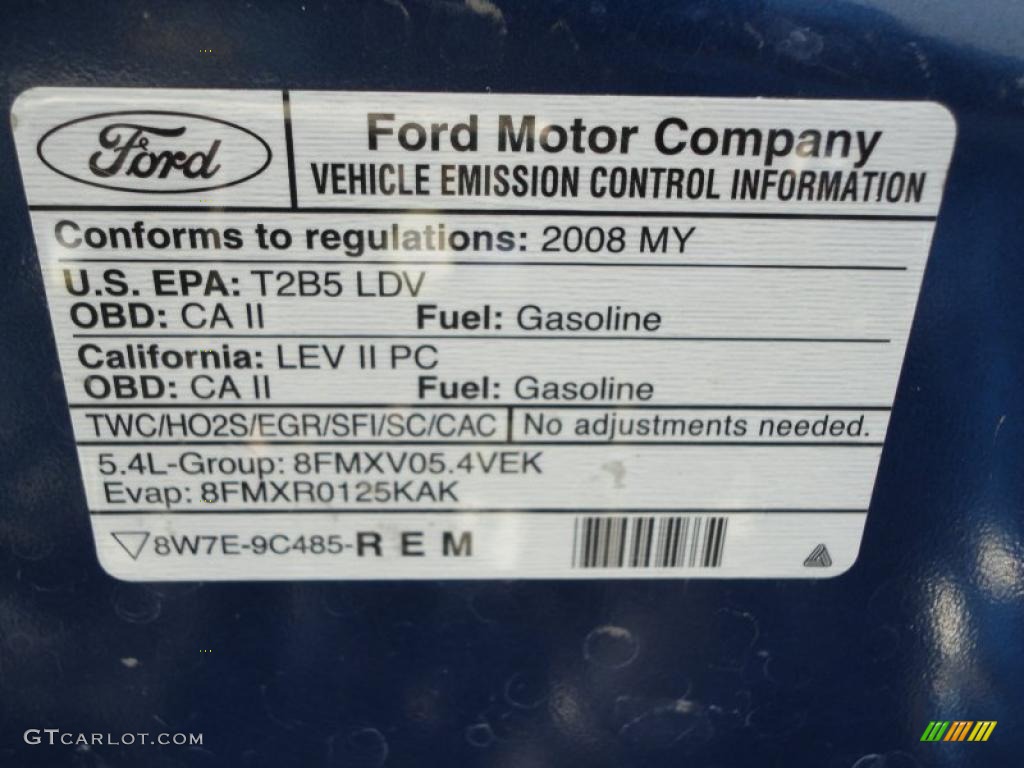 Ford
Ford Motor Company
VEHICLE EMISSION CONTROL INFORMATION
Conforms to regulations: 2008 MY
U.S. EPA: T2B5 LDV
OBD: CA II Fuel: Gasoline
California: LEV II PC
OBD: CA II Fuel: Gasoline
TWC/HO2S/EGR/SFI/SC/CAC No adjustments needed.
5.4L-Group: 8FMXV05.4VEK
Evap: 8FMXR0125KAK
8W7E-9C485-R E M
GTCARLOT.COM